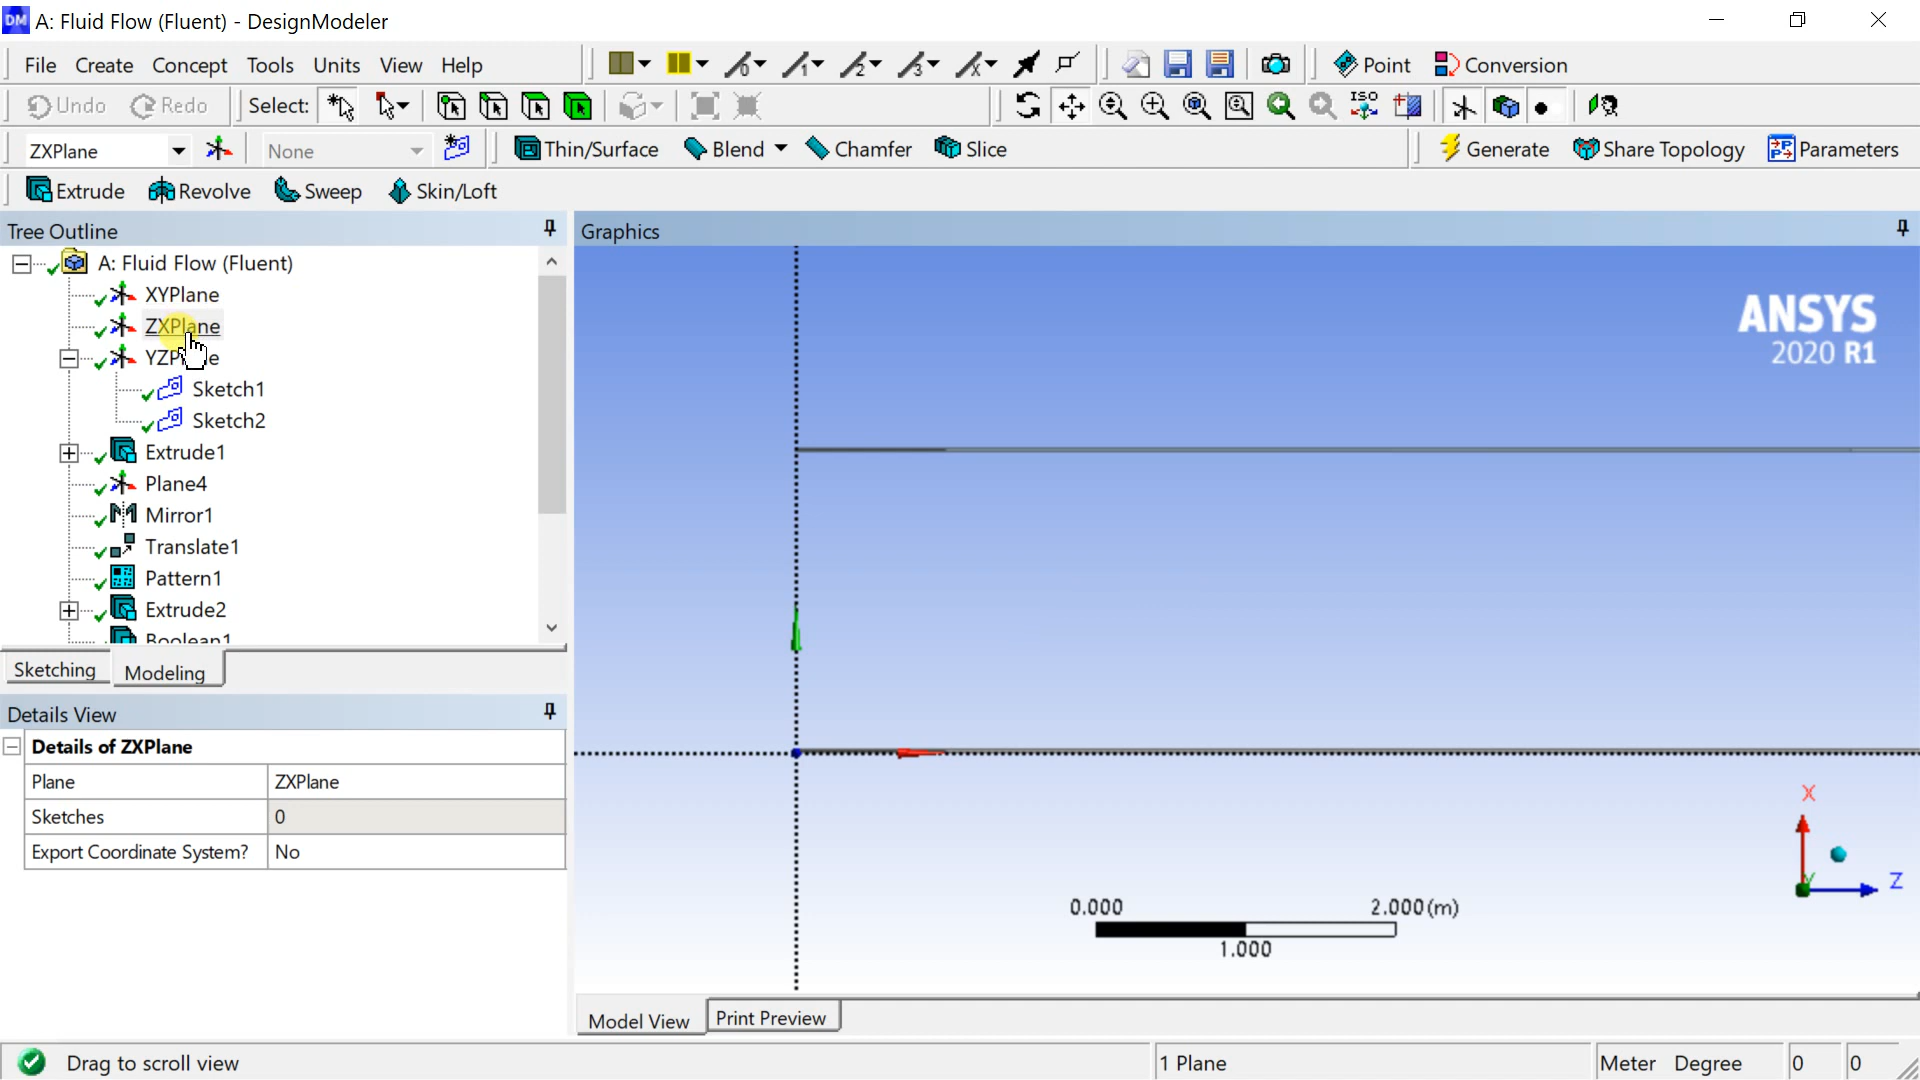 DM A: Fluid Flow (Fluent) - DesignModeler
File Create Concept Tools Units View Help
Point Conversion
Undo Redo Select: ISO
ZXPlane None Thin/Surface Blend Chamfer Slice Generate Share Topology Parameters
Extrude Revolve Sweep Skin/Loft
Tree Outline
A: Fluid Flow (Fluent)
XYPlane
ZXPlane
Sketch1
Sketch2
Extrude1
Plane4
Mirror1
Translate1
Pattern1
Extrude2
Boolean1
Sketching Modeling
Details View
Details of ZXPlane
Plane ZXPlane
Sketches 0
Export Coordinate System? No
Graphics
ANSYS
2020 R1
X
Y
Z
0.000 2.000 (m)
1.000
Model View Print Preview
Drag to scroll view 1 Plane Meter Degree 0 0